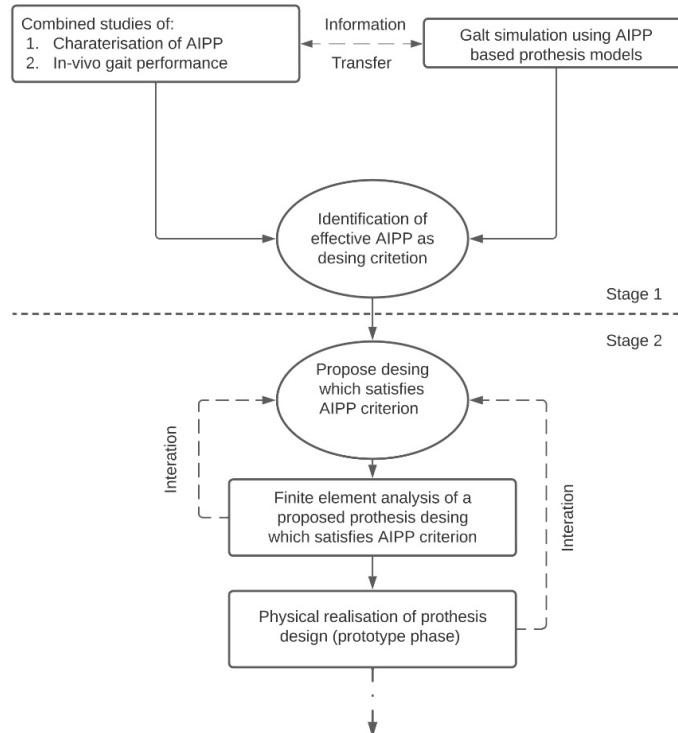 Combined studies of:
1. Charaterisation of AIPP
2. In-vivo gait performance
Information
Transfer
Galt simulation using AIPP
based prothesis models
Identification of
effective AIPP as
desing critetion
Stage 1
Stage 2
Propose desing
which satisfies
AIPP criterion
Interation
Interation
Finite element analysis of a
proposed prothesis desing
which satisfies AIPP criterion
Physical realisation of prothesis
design (prototype phase)